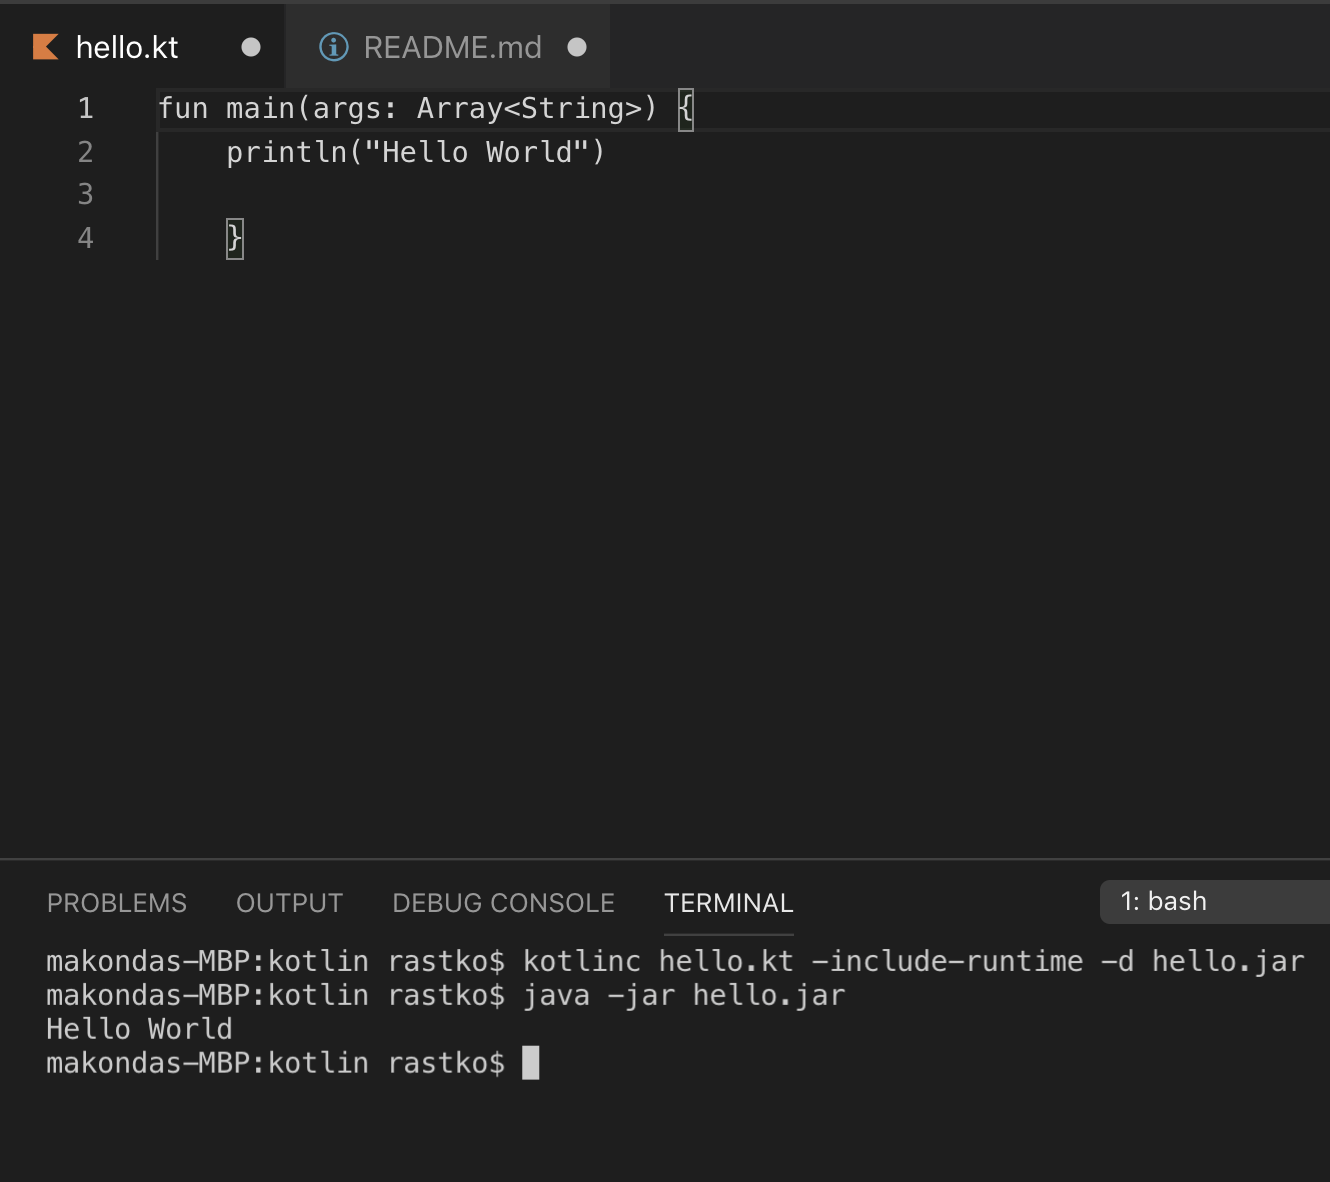 hello.kt README.md
1 fun main(args: Array<String>) {
2     println("Hello World")
3
4     }
PROBLEMS OUTPUT DEBUG CONSOLE TERMINAL 1: bash
makondas-MBP:kotlin rastko$ kotlinc hello.kt -include-runtime -d hello.jar
makondas-MBP:kotlin rastko$ java -jar hello.jar
Hello World
makondas-MBP:kotlin rastko$